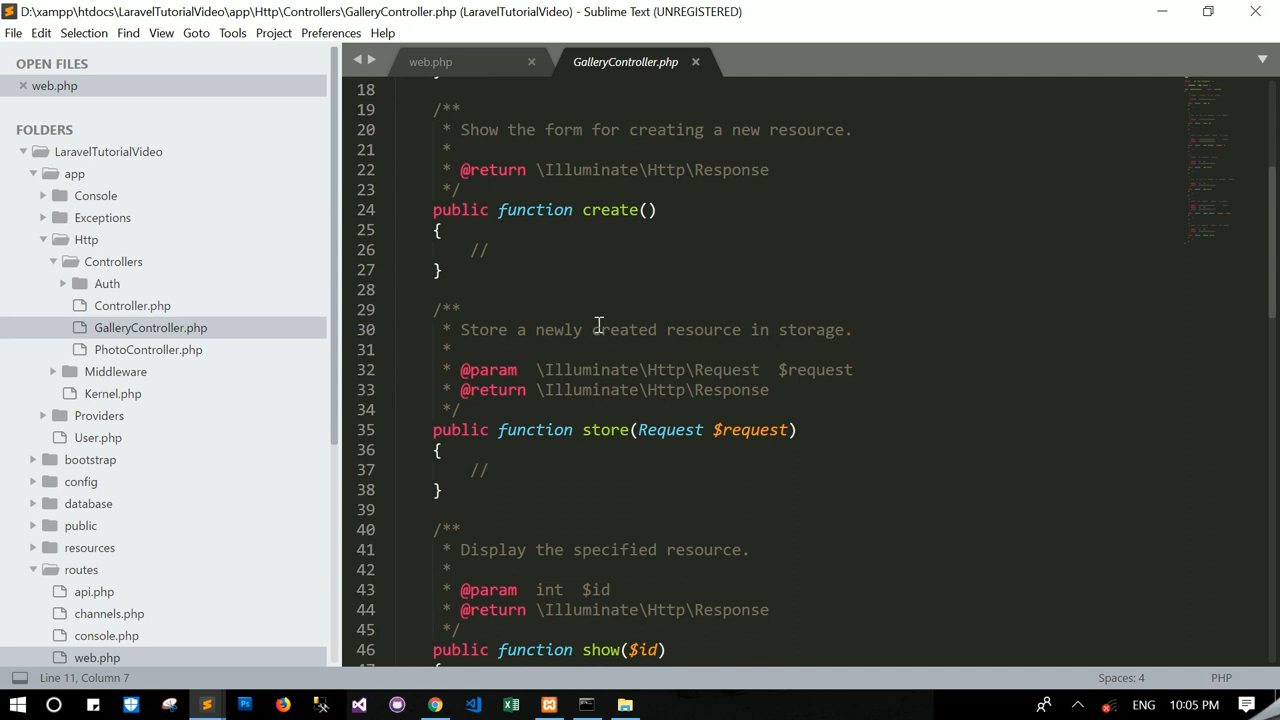 D:\xampp\htdocs\LaravelTutorialVideo\app\Http\Controllers\GalleryController.php (LaravelTutorialVideo) - Sublime Text (UNREGISTERED)
File Edit Selection Find View Goto Tools Project Preferences Help
OPEN FILES
web.php
FOLDERS
LaravelTutorialVideo
app
Console
Exceptions
Http
Controllers
Auth
Controller.php
GalleryController.php
PhotoController.php
Middleware
Kernel.php
Providers
User.php
bootstrap
config
database
public
resources
routes
api.php
channels.php
console.php
web.php
web.php GalleryController.php
18
19 /**
20 * Show the form for creating a new resource.
21 *
22 * @return \Illuminate\Http\Response
23 */
24 public function create()
25 {
26 //
27 }
28
29 /**
30 * Store a newly created resource in storage.
31 *
32 * @param \Illuminate\Http\Request $request
33 * @return \Illuminate\Http\Response
34 */
35 public function store(Request $request)
36 {
37 //
38 }
39
40 /**
41 * Display the specified resource.
42 *
43 * @param int $id
44 * @return \Illuminate\Http\Response
45 */
46 public function show($id)
Line 11, Column 7 Spaces: 4 PHP
ENG 10:05 PM